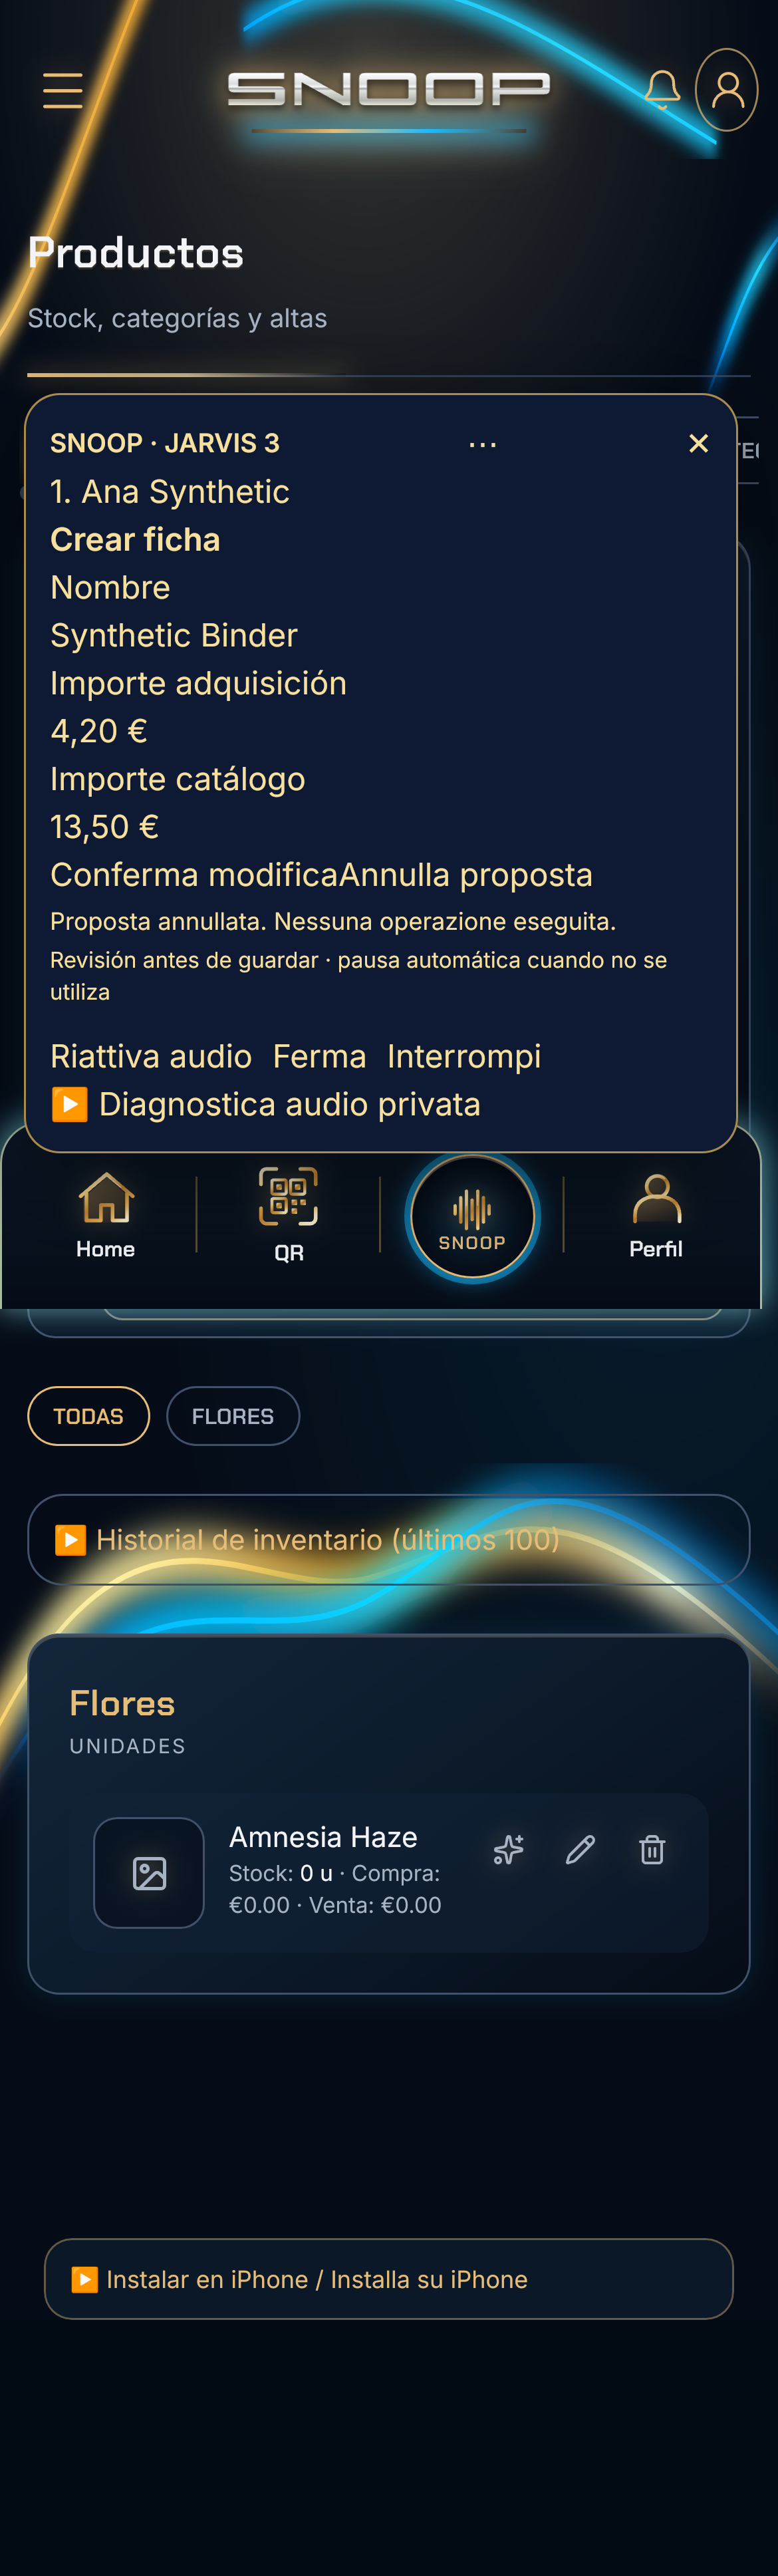 SNOOP
Productos
Stock, categorías y altas
SNOOP · JARVIS 3 ... ✕
1. Ana Synthetic
Crear ficha
Nombre
Synthetic Binder
Importe adquisición
4,20 €
Importe catálogo
13,50 €
Conferma modificaAnnulla proposta
Proposta annullata. Nessuna operazione eseguita.
Revisión antes de guardar · pausa automática cuando no se
utiliza
Riattiva audio Ferma Interrompi
▶ Diagnostica audio privata
Home
QR
SNOOP
Perfil
TODAS
FLORES
▶ Historial de inventario (últimos 100)
Flores
UNIDADES
Amnesia Haze
Stock: 0 u · Compra:
€0.00 · Venta: €0.00
▶ Instalar en iPhone / Installa su iPhone